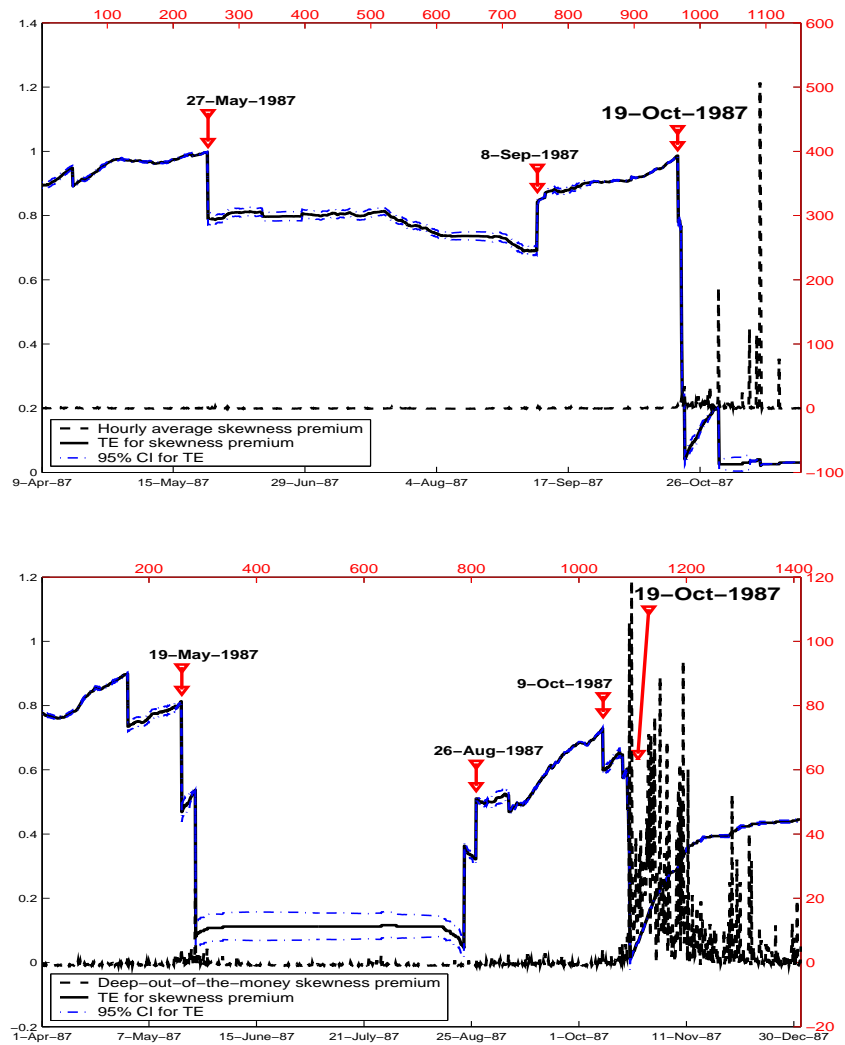 100 200 300 400 500 600 700 800 900 1000 1100
1.4 600
1.2 500
27−May−1987
19−Oct−1987
8−Sep−1987
1 400
0.8 300
0.6 200
0.4 100
0.2 0
Hourly average skewness premium
TE for skewness premium
95% CI for TE
0 −100
9−Apr−87 15−May−87 29−Jun−87 4−Aug−87 17−Sep−87 26−Oct−87
200 400 600 800 1000 1200 1400
1.2 120
19−Oct−1987
1 100
19−May−1987
9−Oct−1987
26−Aug−1987
0.8 80
0.6 60
0.4 40
0.2 20
0 0
Deep−out−of−the−money skewness premium
TE for skewness premium
95% CI for TE
−0.2 −20
1−Apr−87 7−May−87 15−June−87 21−July−87 25−Aug−87 1−Oct−87 11−Nov−87 30−Dec−87